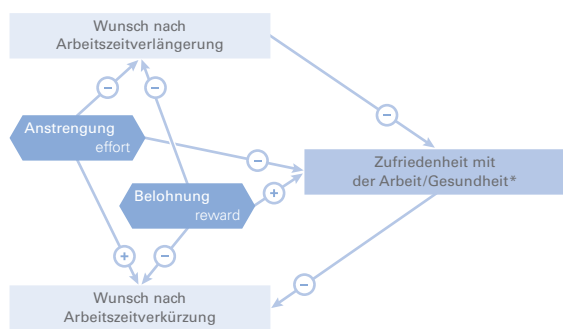 Wunsch nach
Arbeitszeitverlängerung
−
−
−
Anstrengung
effort
−
Zufriedenheit mit
der Arbeit/Gesundheit*
Belohnung
reward
+
+
−
−
Wunsch nach
Arbeitszeitverkürzung